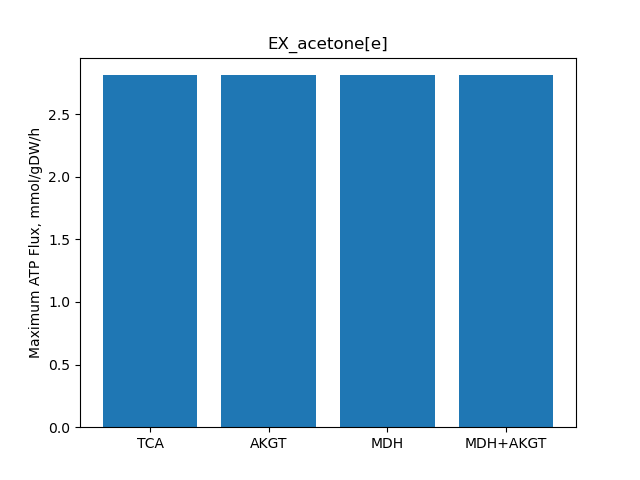 EX_acetone[e]
Maximum ATP Flux, mmol/gDW/h
2.5
2.0
1.5
1.0
0.5
0.0
TCA AKGT MDH MDH+AKGT